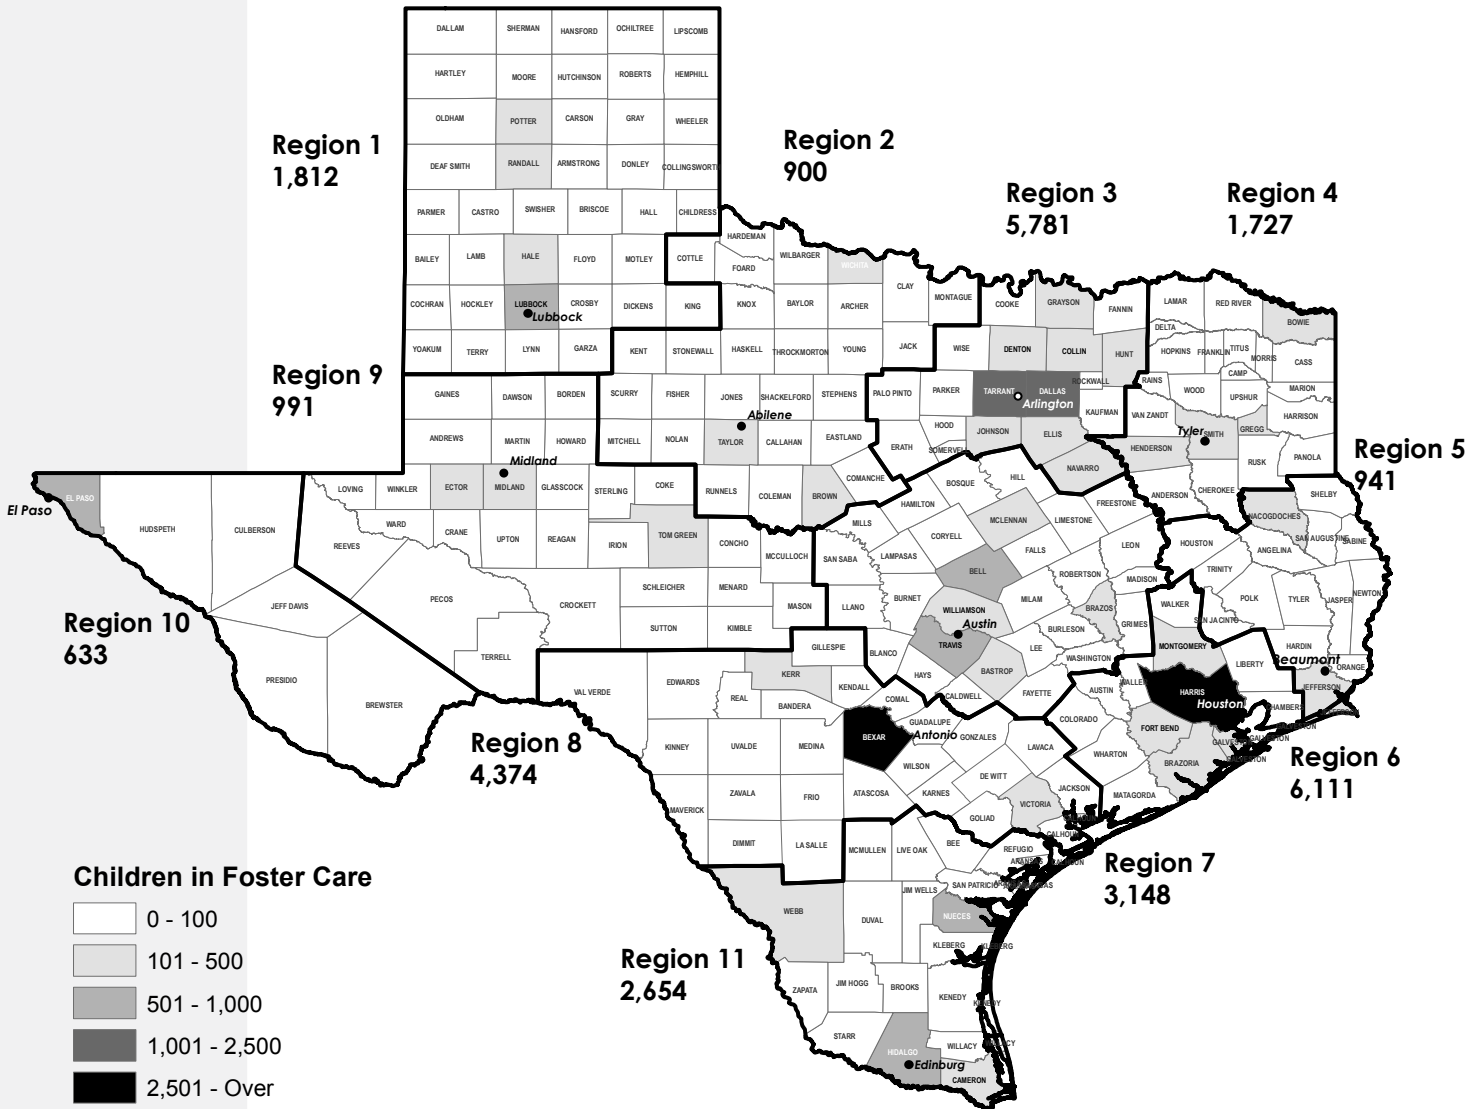 DALLAM SHERMAN HANSFORD OCHILTREE LIPSCOMB
HARTLEY MOORE HUTCHINSON ROBERTS HEMPHILL
OLDHAM POTTER CARSON GRAY WHEELER
Region 1
1,812
Region 2
900
DEAF SMITH RANDALL ARMSTRONG DONLEY COLLINGSWORTH
Region 3
5,781
Region 4
1,727
PARMER CASTRO SWISHER BRISCOE HALL CHILDRESS
HARDEMAN
BAILEY LAMB HALE FLOYD MOTLEY COTTLE FOARD WILBARGER WICHITA
CLAY
COCHRAN HOCKLEY LUBBOCK CROSBY DICKENS KING KNOX BAYLOR ARCHER MONTAGUE COOKE GRAYSON FANNIN LAMAR RED RIVER BOWIE
Lubbock
DELTA
YOAKUM TERRY LYNN GARZA KENT STONEWALL HASKELL THROCKMORTON YOUNG JACK WISE DENTON COLLIN HUNT HOPKINS FRANKLIN TITUS MORRIS CASS
CAMP
Region 9
991
GAINES DAWSON BORDEN SCURRY FISHER JONES SHACKELFORD STEPHENS PALO PINTO PARKER TARRANT DALLAS ROCKWALL RAINS WOOD UPSHUR MARION
Arlington
KAUFMAN VAN ZANDT HARRISON
Abilene
ANDREWS MARTIN HOWARD MITCHELL NOLAN TAYLOR CALLAHAN EASTLAND ERATH HOOD JOHNSON ELLIS SMITH GREGG
Tyler
SOMERVELL HENDERSON RUSK PANOLA
Midland
Region 5
941
LOVING WINKLER ECTOR MIDLAND GLASSCOCK STERLING COKE RUNNELS COLEMAN BROWN COMANCHE BOSQUE HILL NAVARRO ANDERSON CHEROKEE SHELBY
EL PASO HUDSPETH CULBERSON
El Paso
HAMILTON FREESTONE NACOGDOCHES
WARD CRANE UPTON REAGAN IRION TOM GREEN CONCHO MCCULLOCH MILLS MCLENNAN LIMESTONE SAN AUGUSTINE SABINE
REEVES SAN SABA LAMPASAS CORYELL FALLS LEON HOUSTON ANGELINA
PECOS CROCKETT SCHLEICHER MENARD BELL ROBERTSON MADISON TRINITY
JEFF DAVIS MASON LLANO BURNET WILLIAMSON MILAM BRAZOS WALKER POLK TYLER JASPER NEWTON
Region 10
633
SUTTON KIMBLE Austin BURLESON GRIMES SAN JACINTO
TERRELL GILLESPIE BLANCO TRAVIS LEE WASHINGTON MONTGOMERY HARDIN
Beaumont
PRESIDIO BREWSTER VAL VERDE EDWARDS KERR KENDALL HAYS BASTROP FAYETTE AUSTIN WALLER LIBERTY ORANGE
REAL BANDERA COMAL CALDWELL HARRIS JEFFERSON
Houston
CHAMBERS JEFFERSON
Region 8
4,374
KINNEY UVALDE MEDINA BEXAR GUADALUPE GONZALES COLORADO FORT BEND GALVESTON GALVESTON
Antonio
LAVACA WHARTON BRAZORIA GALVESTON
Region 6
6,111
WILSON
MAVERICK ZAVALA FRIO ATASCOSA KARNES DE WITT VICTORIA JACKSON MATAGORDA
GOLIAD CALHOUN
DIMMIT LA SALLE MCMULLEN LIVE OAK BEE REFUGIO
Region 7
3,148
Children in Foster Care
0 - 100
101 - 500
501 - 1,000
1,001 - 2,500
2,501 - Over
ARANSAS CALHOUN
SAN PATRICIO
WEBB DUVAL JIM WELLS NUECES
KLEBERG KLEBERG
Region 11
2,654
ZAPATA JIM HOGG BROOKS KENEDY KENEDY
STARR HIDALGO WILLACY WILLACY
Edinburg
CAMERON